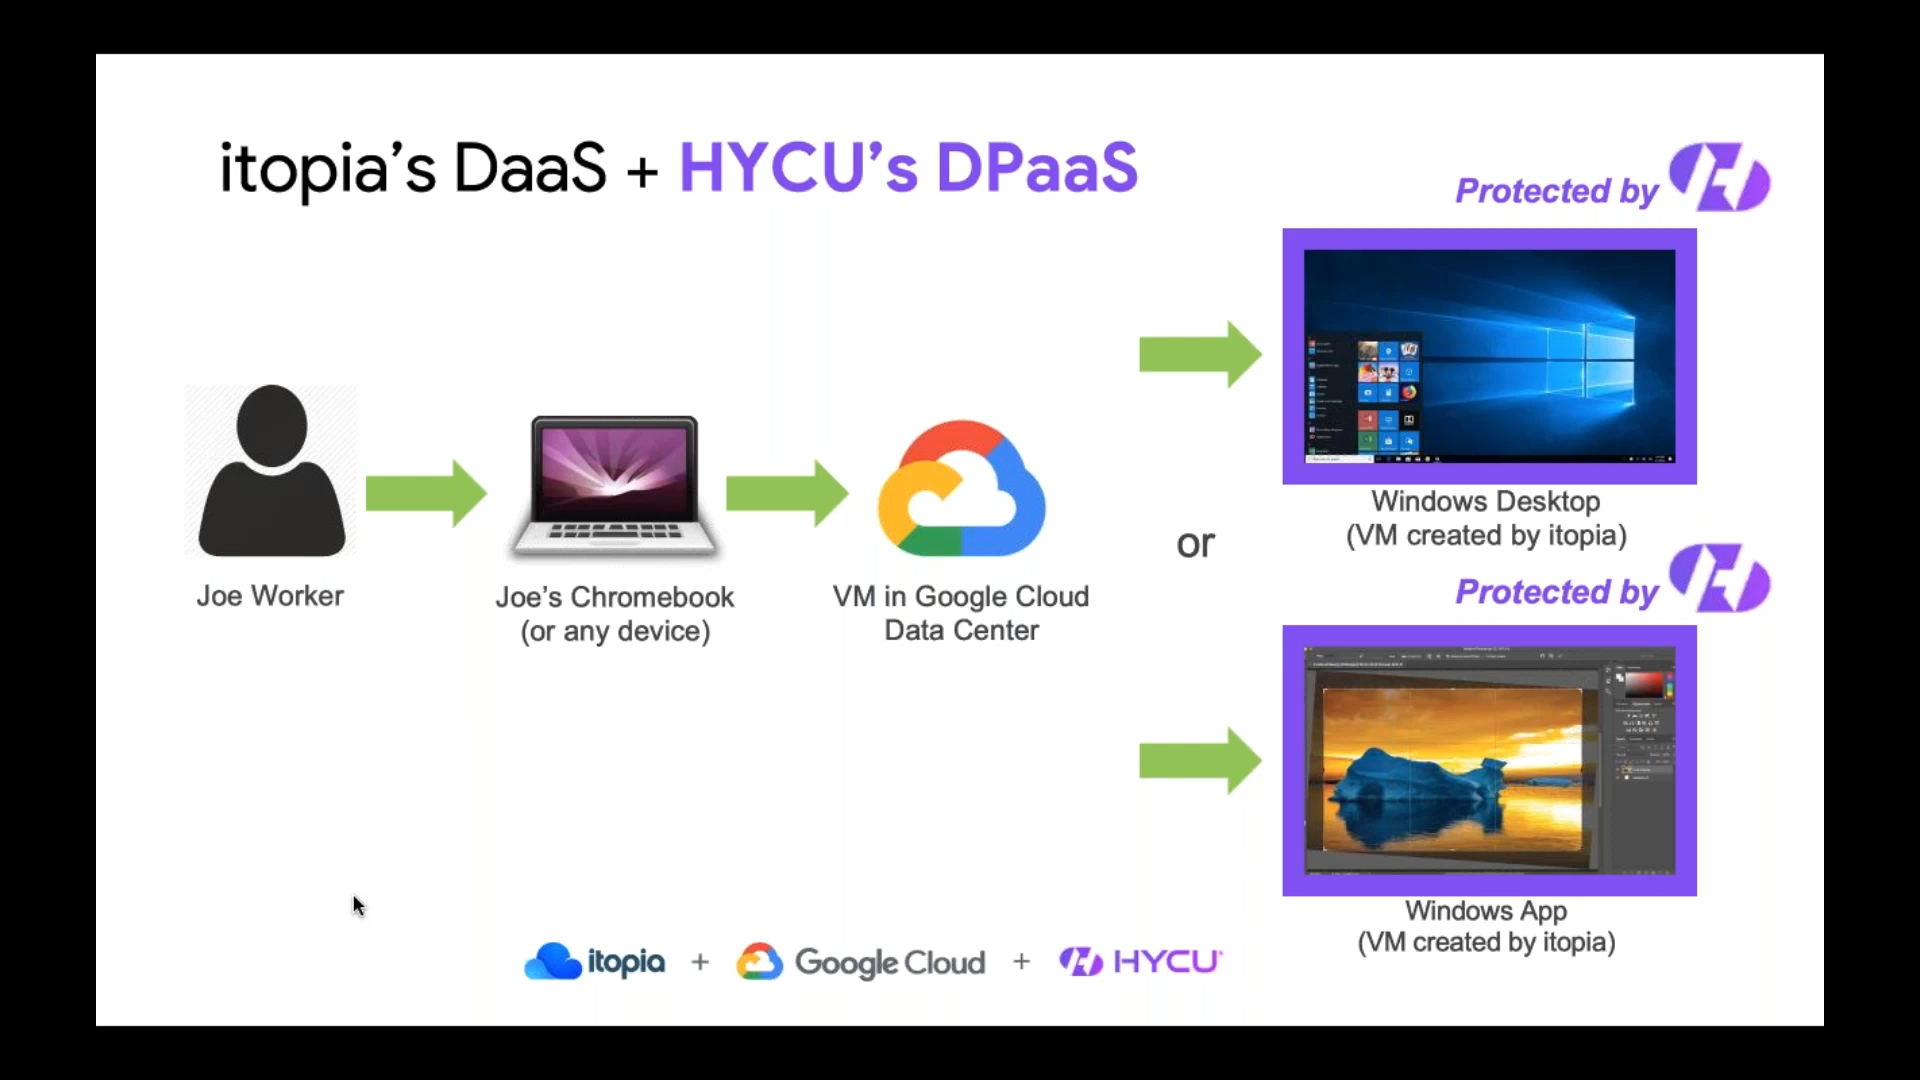 itopia’s DaaS + HYCU’s DPaaS
Protected by
Windows Desktop
(VM created by itopia)
or
Joe Worker
Joe’s Chromebook
(or any device)
VM in Google Cloud
Data Center
Protected by
Windows App
(VM created by itopia)
itopia + Google Cloud + HYCU